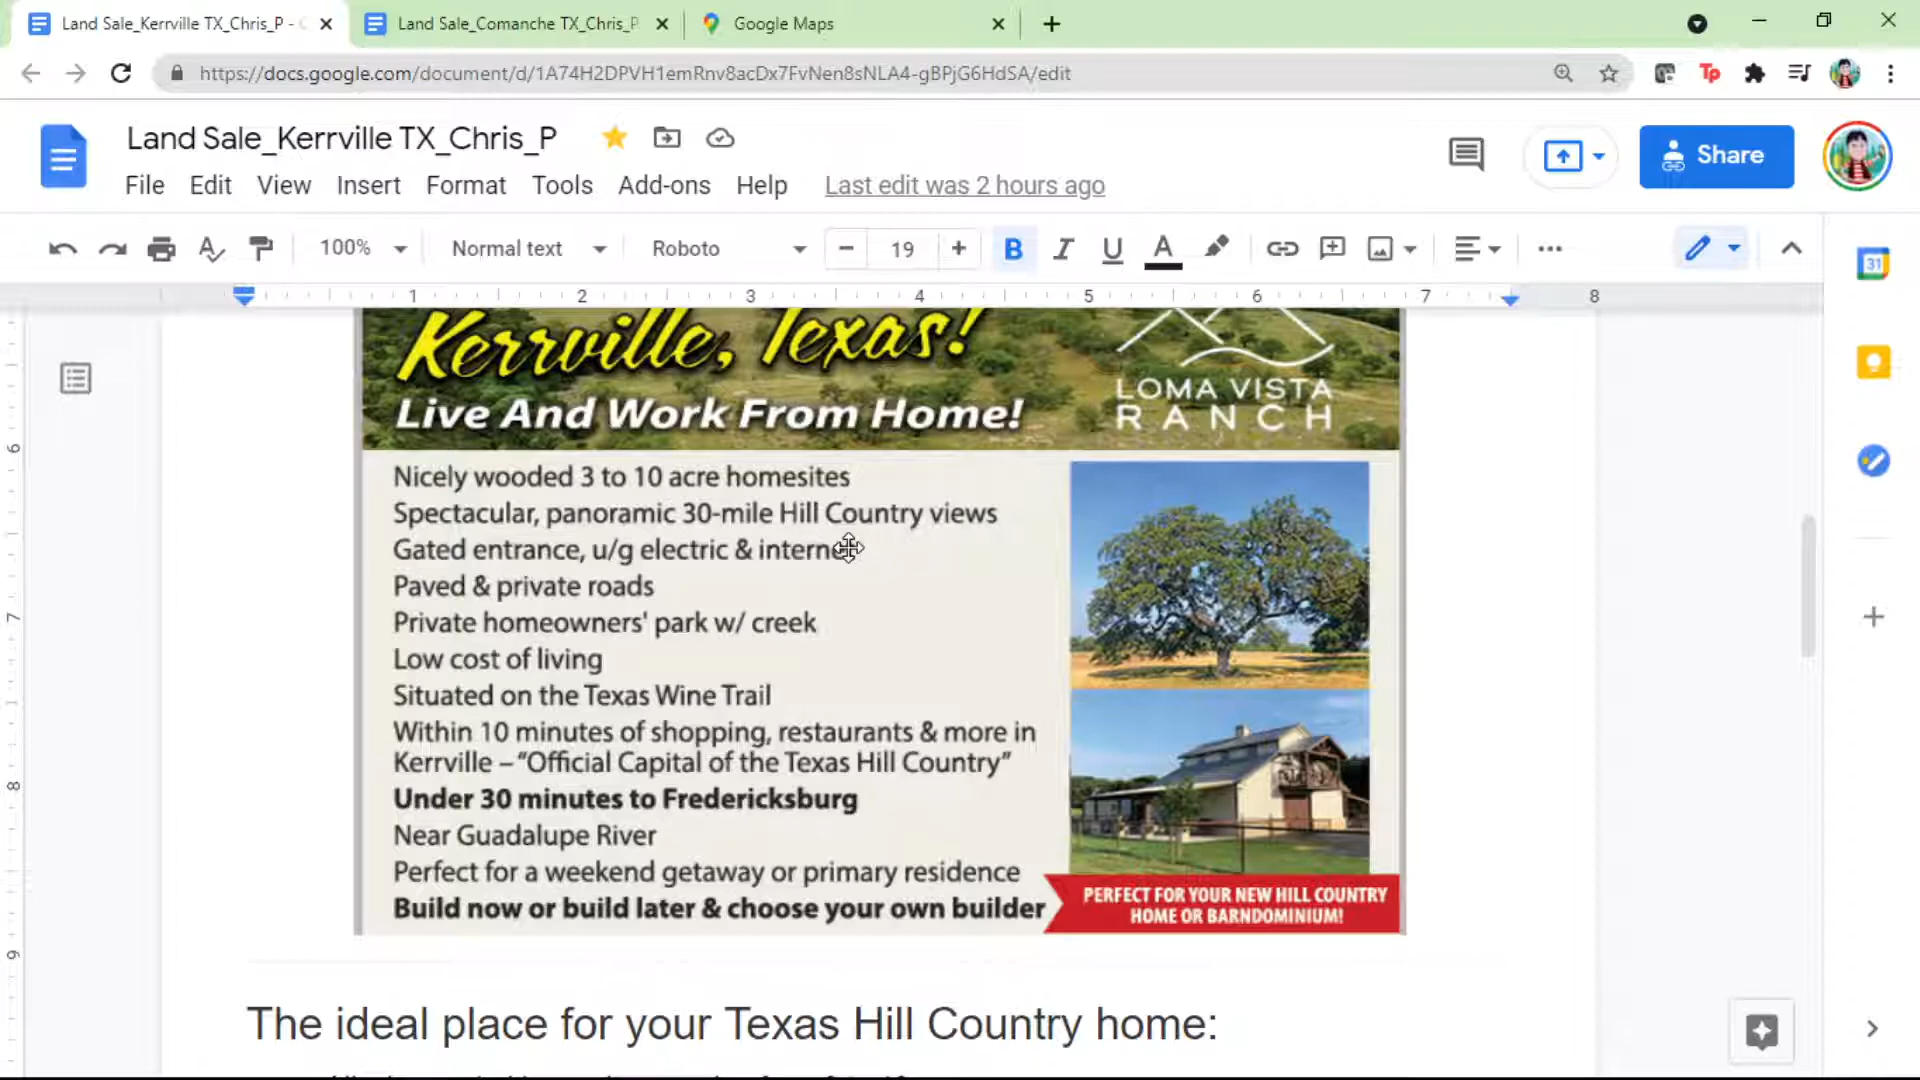 Land Sale_Kerrville TX_Chris_P -
Land Sale_Comanche TX_Chris_P
Google Maps
https://docs.google.com/document/d/1A74H2DPVH1emRnv8acDx7FvNen8sNLA4-gBPjG6HdSA/edit
Tp
Land Sale_Kerrville TX_Chris_P
Share
File Edit View Insert Format Tools Add-ons Help Last edit was 2 hours ago
100% Normal text Roboto 19 B I U A
31
1 2 3 4 5 6 7 8
Kerrville, Texas!
LOMA VISTA
RANCH
Live And Work From Home!
6
Nicely wooded 3 to 10 acre homesites
Spectacular, panoramic 30-mile Hill Country views
Gated entrance, u/g electric & internet
Paved & private roads
7
Private homeowners' park w/ creek
Low cost of living
Situated on the Texas Wine Trail
Within 10 minutes of shopping, restaurants & more in
Kerrville – “Official Capital of the Texas Hill Country”
8
Under 30 minutes to Fredericksburg
Near Guadalupe River
Perfect for a weekend getaway or primary residence
Build now or build later & choose your own builder
PERFECT FOR YOUR NEW HILL COUNTRY
HOME OR BARNDOMINIUM!
9
The ideal place for your Texas Hill Country home: